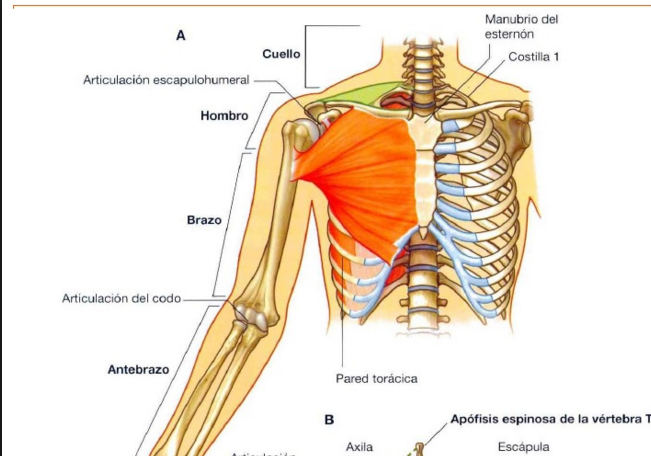 A
Manubrio del
esternón
Cuello
Costilla 1
Articulación escapulohumeral
Hombro
Brazo
Articulación del codo
Antebrazo
Pared torácica
B
Apófisis espinosa de la vértebra T
Axila
Escápula
Articulación